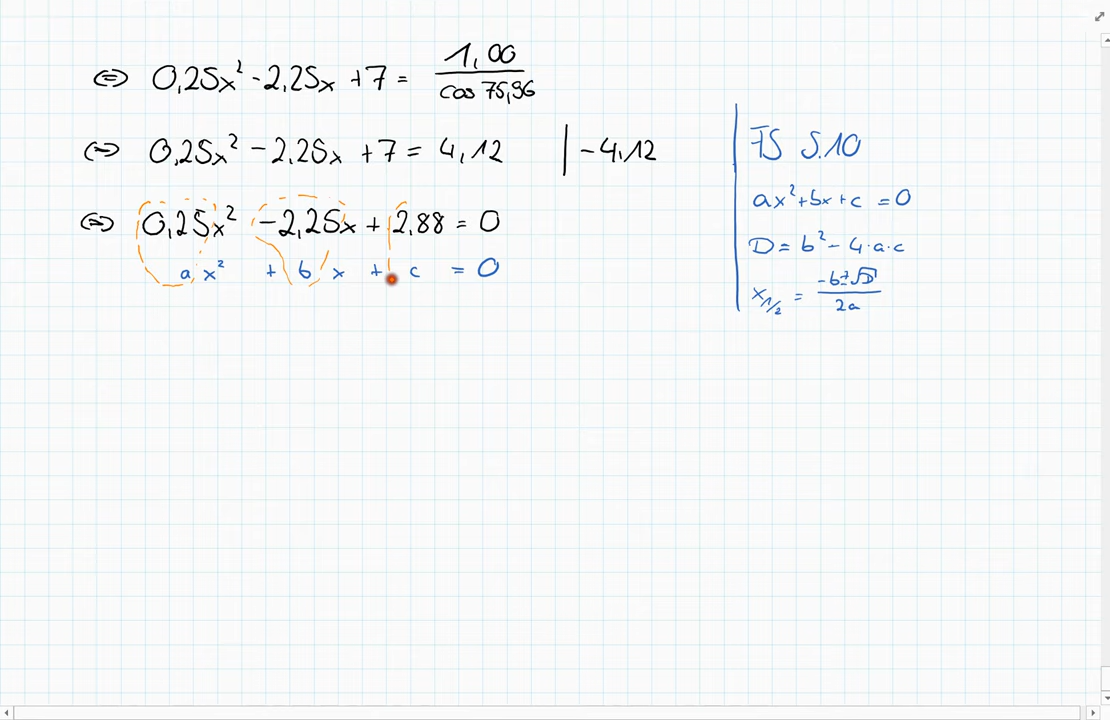 ⇔ 0,25x² - 2,25x + 7 = 1,00 / cos 75,96
⇔ 0,25x² - 2,25x + 7 = 4,12 | - 4,12
⇔ 0,25x² - 2,25x + 2,88 = 0
a x² + b x + c = 0
FS S.10
ax² + bx + c = 0
D = b² - 4·a·c
x₁/₂ = -b ± √D / 2a